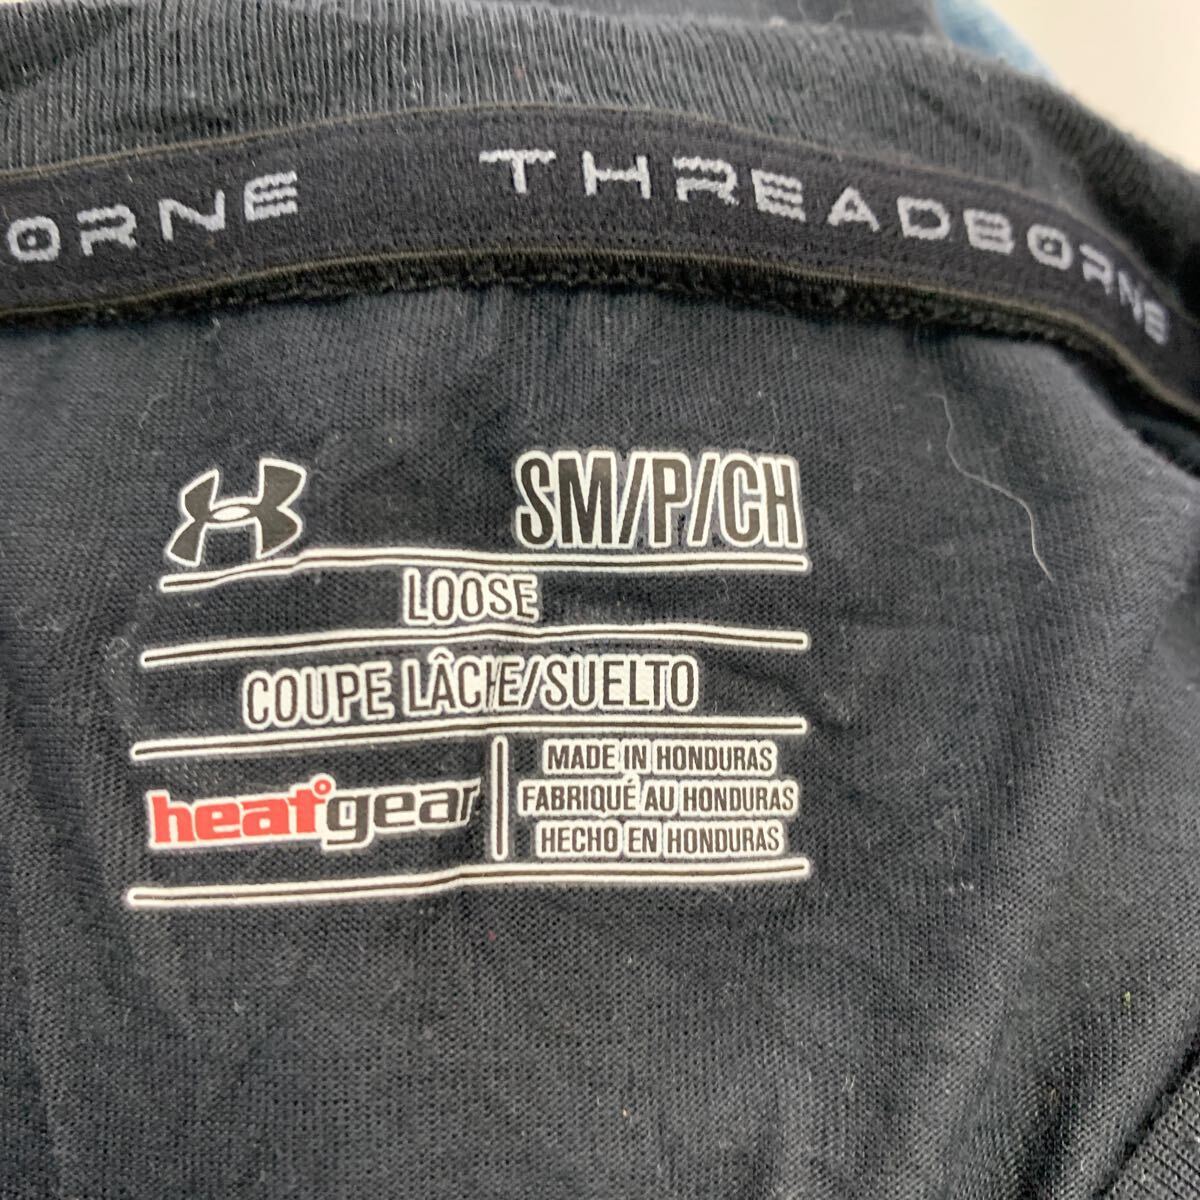 ORNE THREADBORNE
SM/P/CH
LOOSE
COUPE LÂCHE/SUELTO
heatgear
MADE IN HONDURAS
FABRIQUÉ AU HONDURAS
HECHO EN HONDURAS